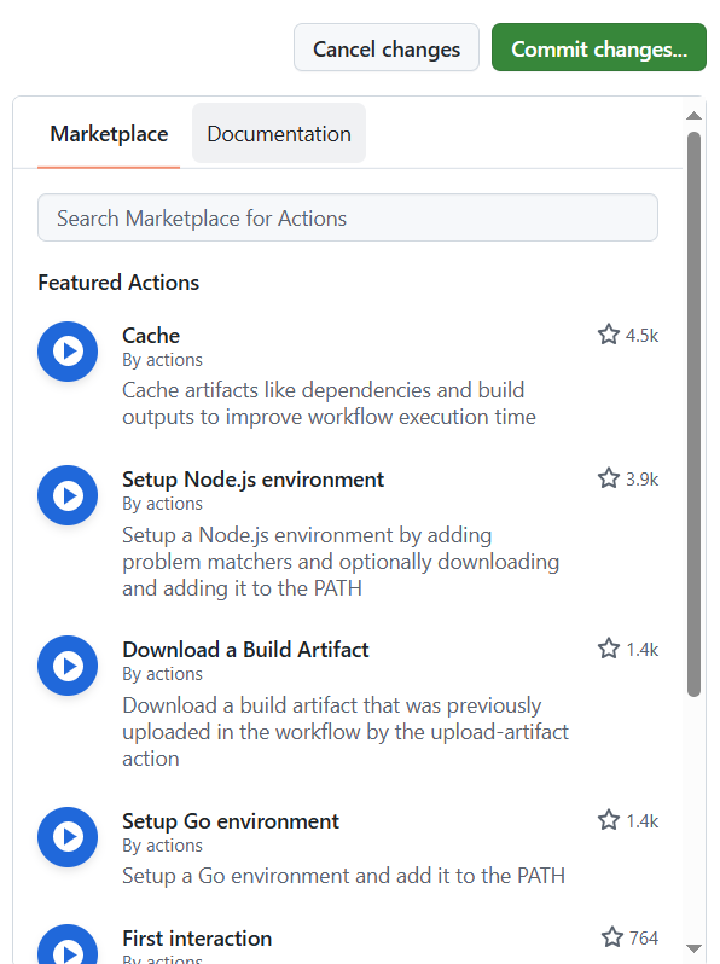 Cancel changes
Commit changes...
Marketplace
Documentation
Search Marketplace for Actions
Featured Actions
Cache
4.5k
By actions
Cache artifacts like dependencies and build
outputs to improve workflow execution time
Setup Node.js environment
3.9k
By actions
Setup a Node.js environment by adding
problem matchers and optionally downloading
and adding it to the PATH
Download a Build Artifact
1.4k
By actions
Download a build artifact that was previously
uploaded in the workflow by the upload-artifact
action
Setup Go environment
1.4k
By actions
Setup a Go environment and add it to the PATH
First interaction
764
By actions